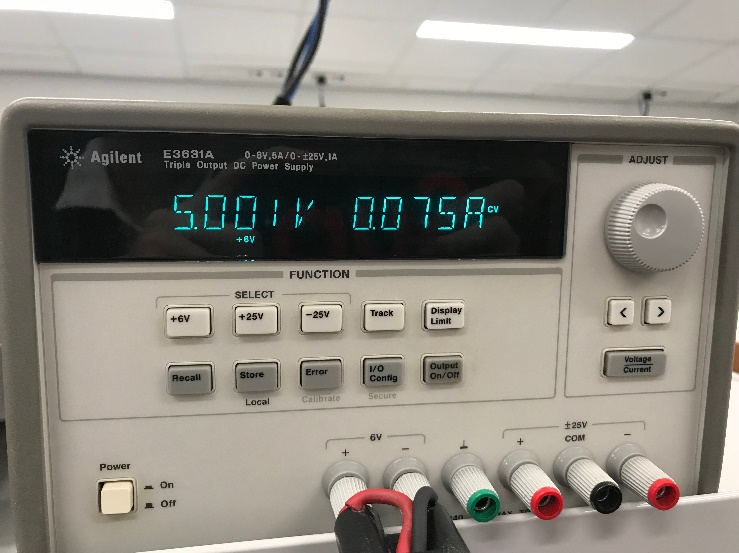 Agilent E3631A 0-6V,5A/0-±25V,1A
Triple Output DC Power Supply
5.001V 0.075A CV
+6V
ADJUST
FUNCTION
SELECT
+6V +25V -25V Track Display Limit
< >
Voltage
Current
Recall Store Error I/O Config Output On/Off
Local Calibrate Secure
6V ±25V
+ - + COM -
Power
On
Off